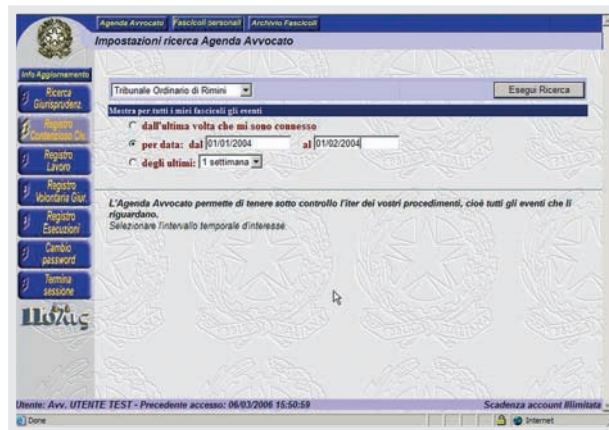 Agenda Avvocato Fascicoli personali Archivio Fascicoli
Impostazioni ricerca Agenda Avvocato
Info Aggiornamento
Ricerca Giurisprudenz.
Registro Contenzioso Civ.
Registro Lavoro
Registro Volontaria Giur.
Registro Esecuzioni
Cambio password
Termina sessione
Polis
Tribunale Ordinario di Rimini
Esegui Ricerca
Mostra per tutti i miei fascicoli gli eventi
dall'ultima volta che mi sono connesso
per data: dal 01/01/2004 al 01/02/2004
degli ultimi: 1 settimana
L'Agenda Avvocato permette di tenere sotto controllo l'iter dei vostri procedimenti, cioè tutti gli eventi che li
riguardano.
Selezionare l'intervallo temporale d'interesse.
Utente: Avv. UTENTE TEST - Precedente accesso: 06/03/2006 15:50:59 Scadenza account Illimitata
Done Internet